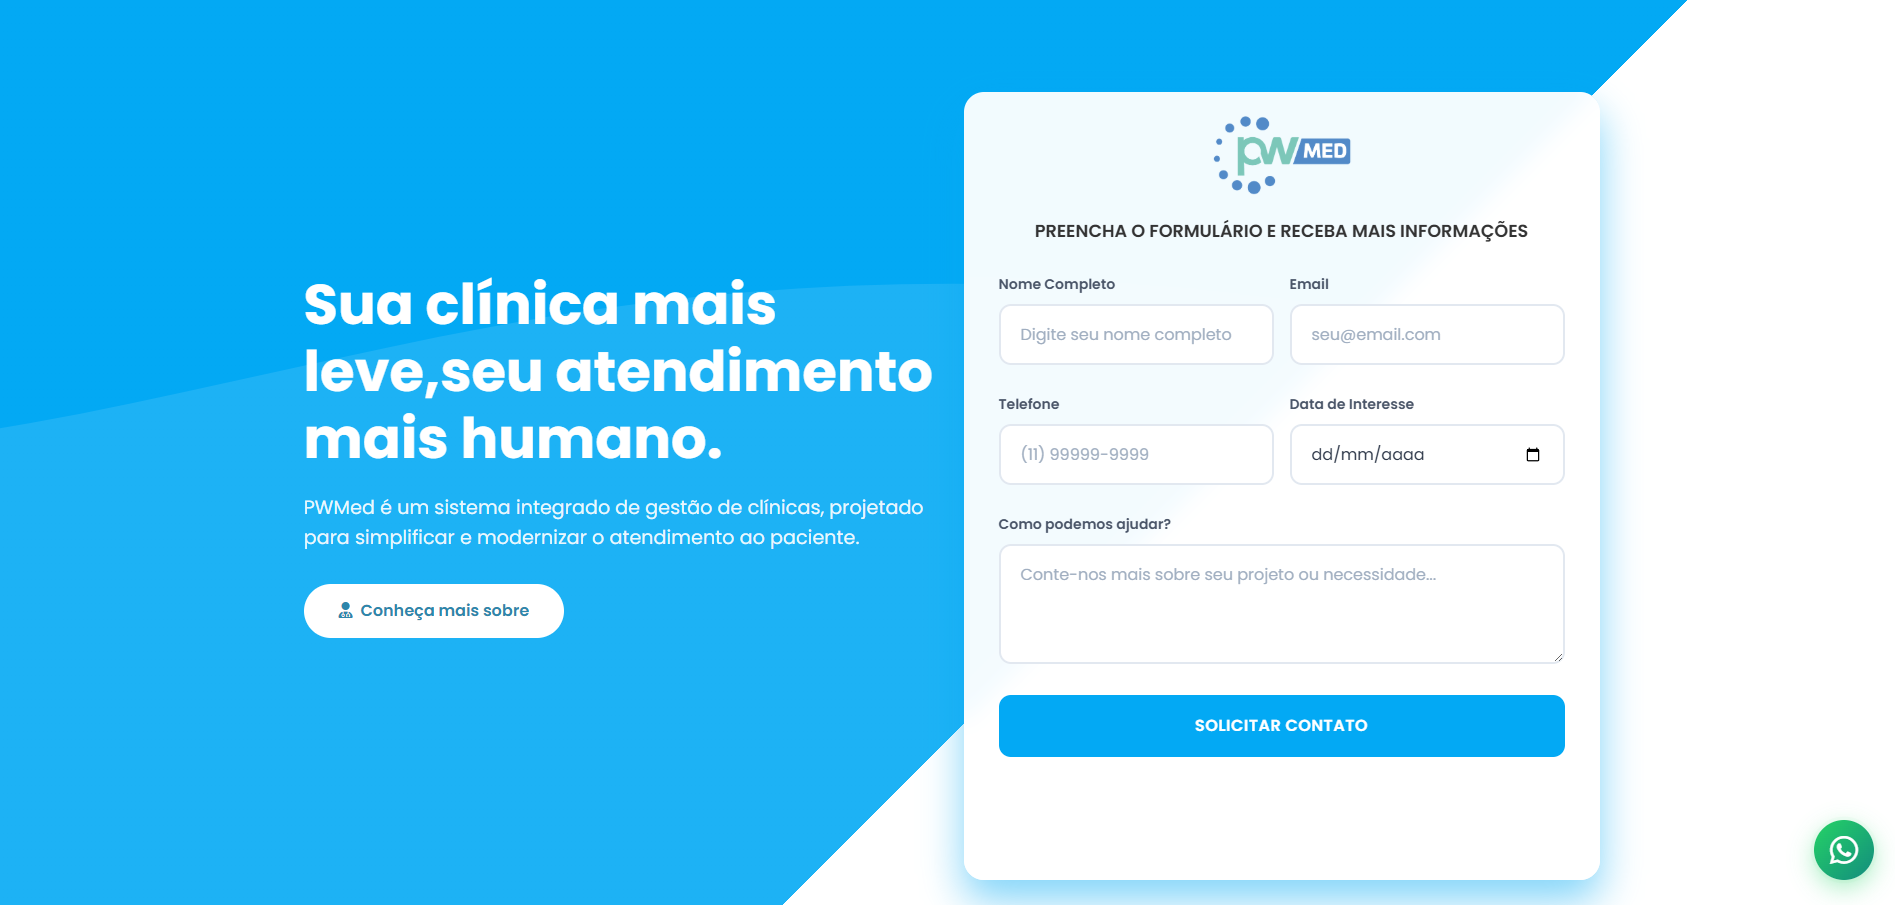 Sua clínica mais
leve,seu atendimento
mais humano.
PWMed é um sistema integrado de gestão de clínicas, projetado
para simplificar e modernizar o atendimento ao paciente.
Conheça mais sobre
pw MED
PREENCHA O FORMULÁRIO E RECEBA MAIS INFORMAÇÕES
Nome Completo
Digite seu nome completo
Email
seu@email.com
Telefone
(11) 99999-9999
Data de Interesse
dd/mm/aaaa
Como podemos ajudar?
Conte-nos mais sobre seu projeto ou necessidade...
SOLICITAR CONTATO